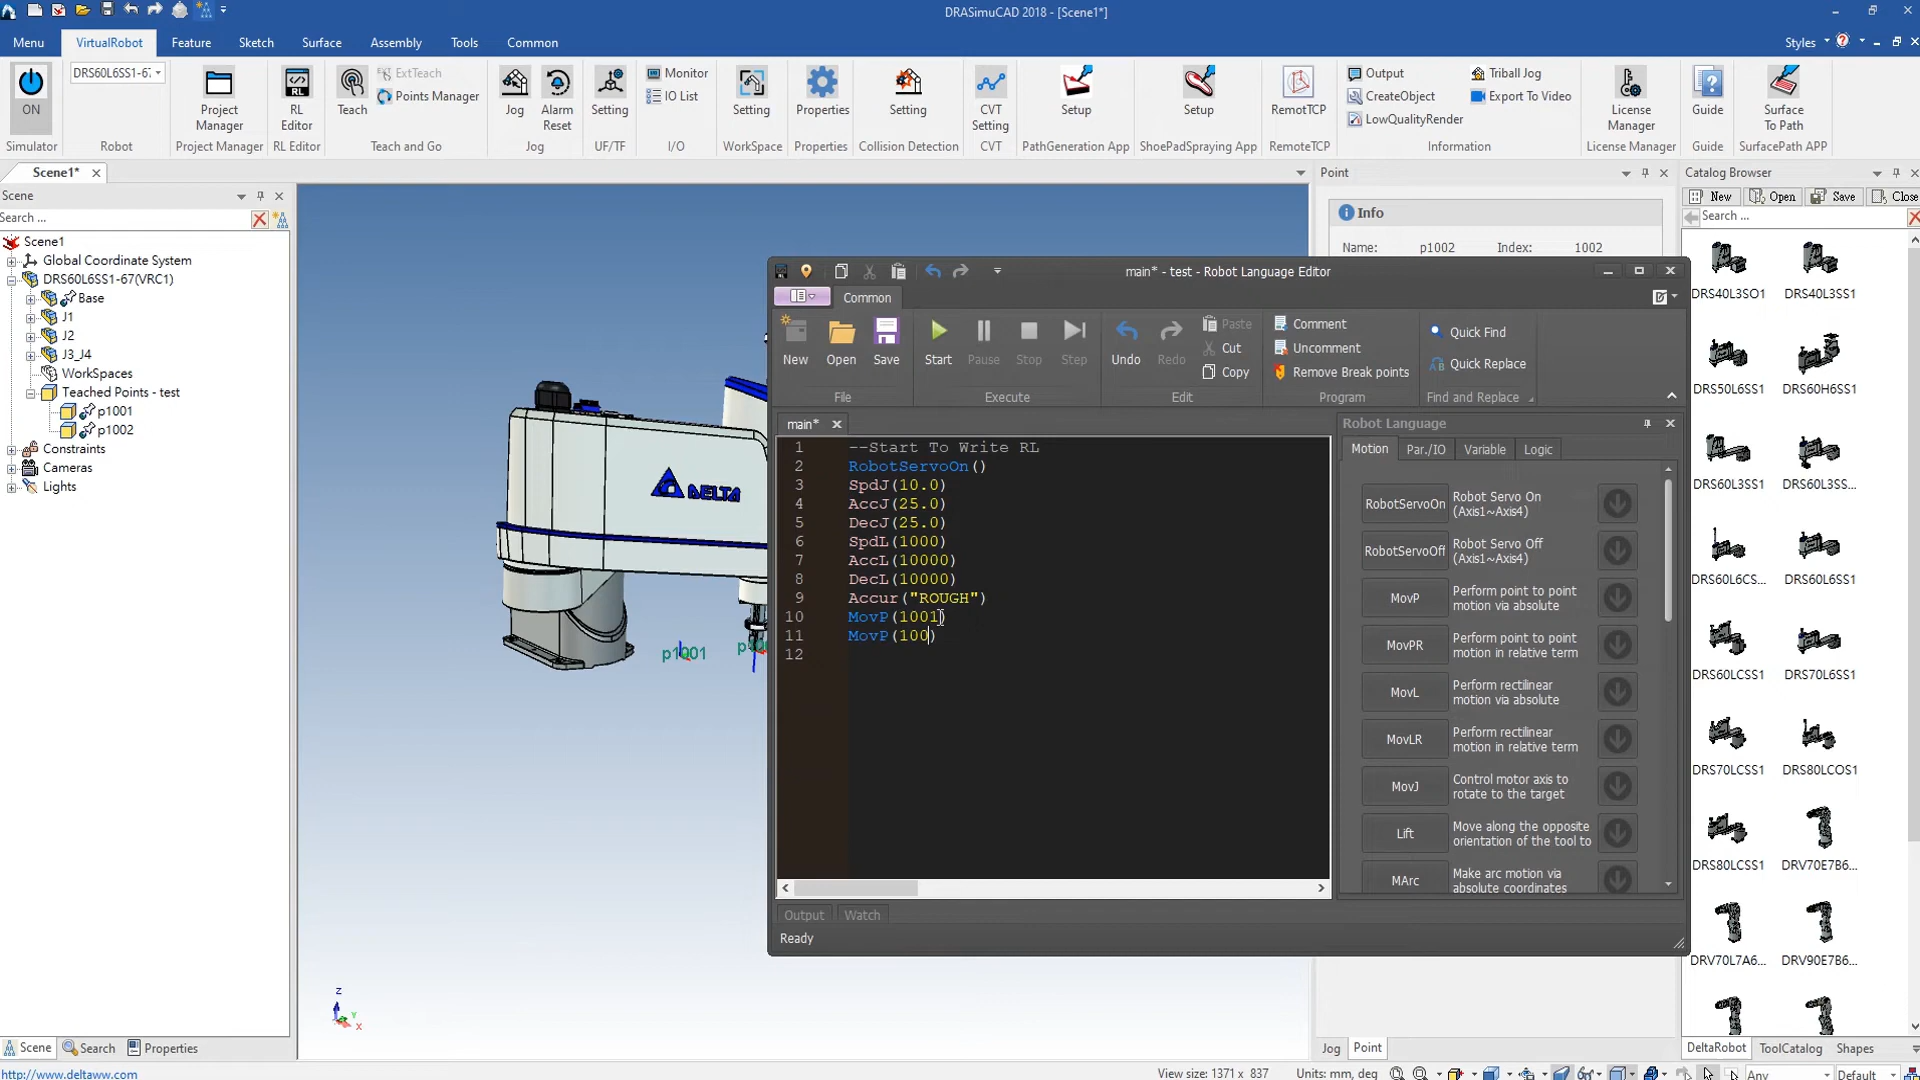 DRASimuCAD 2018 - [Scene1*]
Menu VirtualRobot Feature Sketch Surface Assembly Tools Common Styles
ON
Simulator
DRS60L6SS1-67
Robot
Project Manager
Project Manager
RL Editor
RL Editor
Teach
ExtTeach
Points Manager
Teach and Go
Jog
Alarm Reset
Jog
Setting
UF/TF
Monitor
IO List
I/O
Setting
WorkSpace
Properties
Properties
Setting
Collision Detection
CVT Setting
CVT
Setup
PathGeneration App
Setup
ShoePadSpraying App
RemotTCP
RemoteTCP
Output
CreateObject
LowQualityRender
Triball Jog
Export To Video
Information
License Manager
License Manager
Guide
Guide
Surface To Path
SurfacePath APP
Scene1*
Scene
Search ...
Scene1
Global Coordinate System
DRS60L6SS1-67(VRC1)
Base
J1
J2
J3_J4
WorkSpaces
Teached Points - test
p1001
p1002
Constraints
Cameras
Lights
Scene Search Properties
http://www.deltaww.com
DELTA
p1001
Z
Y
X
Point
Info
Name: p1002 Index: 1002
Jog Point
main* - test - Robot Language Editor
Common
New Open Save
File
Start Pause Stop Step
Execute
Undo Redo
Paste
Cut
Copy
Edit
Comment
Uncomment
Remove Break points
Program
Quick Find
Quick Replace
Find and Replace
main*
1 --Start To Write RL
2 RobotServoOn()
3 SpdJ(10.0)
4 AccJ(25.0)
5 DecJ(25.0)
6 SpdL(1000)
7 AccL(10000)
8 DecL(10000)
9 Accur("ROUGH")
10 MovP(1001)
11 MovP(100)
12
Robot Language
Motion Par./IO Variable Logic
RobotServoOn Robot Servo On (Axis1~Axis4)
RobotServoOff Robot Servo Off (Axis1~Axis4)
MovP Perform point to point motion via absolute
MovPR Perform point to point motion in relative term
MovL Perform rectilinear motion via absolute
MovLR Perform rectilinear motion in relative term
MovJ Control motor axis to rotate to the target
Lift Move along the opposite orientation of the tool to
MArc Make arc motion via absolute coordinates
Output Watch
Ready
Catalog Browser
New Open Save Close
Search ...
DRS40L3SO1 DRS40L3SS1
DRS50L6SS1 DRS60H6SS1
DRS60L3SS1 DRS60L3SS...
DRS60L6CS... DRS60L6SS1
DRS60LCSS1 DRS70L6SS1
DRS70LCSS1 DRS80LCOS1
DRS80LCSS1 DRV70E7B6...
DRV70L7A6... DRV90E7B6...
DeltaRobot ToolCatalog Shapes
View size: 1371 x 837 Units: mm, deg Any Default